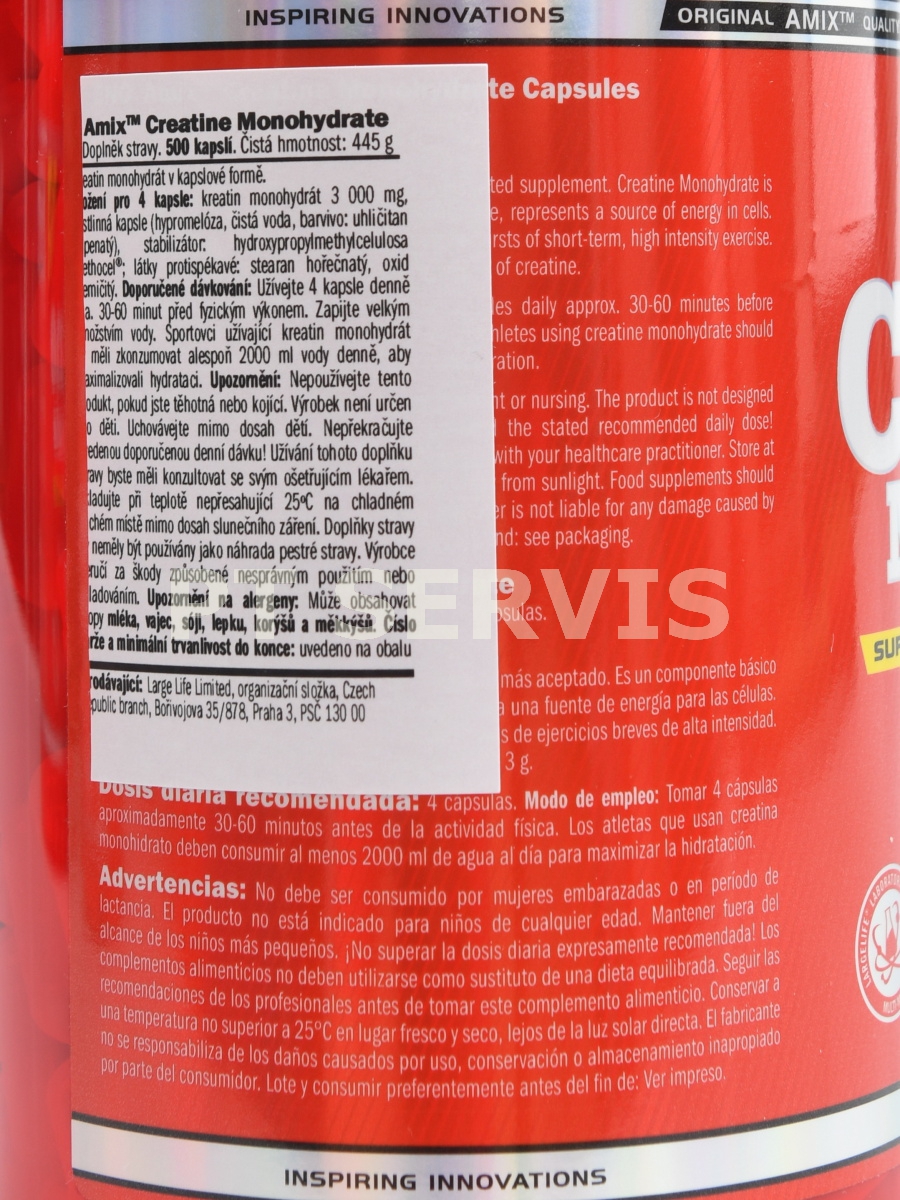 INSPIRING INNOVATIONS
ORIGINAL AMIX™ QUALITY
te Capsules
Amix™ Creatine Monohydrate
Doplněk stravy. 500 kapslí. Čistá hmotnost: 445 g
eatin monohydrát v kapslové formě.
ožení pro 4 kapsle: kreatin monohydrát 3 000 mg,
stlinná kapsle (hypromelóza, čistá voda, barvivo: uhličitan
penatý), stabilizátor: hydroxypropylmethylcelulosa
ethocel®; látky protispékavé: stearan hořečnatý, oxid
emičitý. Doporučené dávkování: Užívejte 4 kapsle denně
a. 30-60 minut před fyzickým výkonem. Zapijte velkým
nožstvím vody. Sportovci užívající kreatin monohydrát
měli zkonzumovat alespoň 2000 ml vody denně, aby
aximalizovali hydrataci. Upozornění: Nepoužívejte tento
odukt, pokud jste těhotná nebo kojící. Výrobek není určen
o děti. Uchovávejte mimo dosah dětí. Nepřekračujte
edenou doporučenou denní dávku! Užívání tohoto doplňku
ravy byste měli konzultovat se svým ošetřujícím lékařem.
ladujte při teplotě nepřesahující 25°C na chladném
chém místě mimo dosah slunečního záření. Doplňky stravy
neměly být používány jako náhrada pestré stravy. Výrobce
eručí za škody způsobené nesprávným použitím nebo
ladováním. Upozornění na alergeny: Může obsahovat
opy mléka, vajec, sóji, lepku, korýšů a měkkýšů. Číslo
rže a minimální trvanlivost do konce: uvedeno na obalu
rodávající: Large Life Limited, organizační složka, Czech
public branch, Bořivojova 35/878, Praha 3, PSČ 130 00
ted supplement. Creatine Monohydrate is
e, represents a source of energy in cells.
rsts of short-term, high intensity exercise.
of creatine.
les daily approx. 30-60 minutes before
hletes using creatine monohydrate should
ration.
nt or nursing. The product is not designed
the stated recommended daily dose!
with your healthcare practitioner. Store at
from sunlight. Food supplements should
er is not liable for any damage caused by
nd: see packaging.
e
psulas.
SERVIS
más aceptado. Es un componente básico
a una fuente de energía para las células.
s de ejercicios breves de alta intensidad.
3 g.
Dosis diaria recomendada: 4 cápsulas. Modo de empleo: Tomar 4 cápsulas
aproximadamente 30-60 minutos antes de la actividad física. Los atletas que usan creatina
monohidrato deben consumir al menos 2000 ml de agua al día para maximizar la hidratación.
Advertencias: No debe ser consumido por mujeres embarazadas o en período de
lactancia. El producto no está indicado para niños de cualquier edad. Mantener fuera del
alcance de los niños más pequeños. ¡No superar la dosis diaria expresamente recomendada! Los
complementos alimenticios no deben utilizarse como sustituto de una dieta equilibrada. Seguir las
recomendaciones de los profesionales antes de tomar este complemento alimenticio. Conservar a
una temperatura no superior a 25°C en lugar fresco y seco, lejos de la luz solar directa. El fabricante
no se responsabiliza de los daños causados por uso, conservación o almacenamiento inapropiado
por parte del consumidor. Lote y consumir preferentemente antes del fin de: Ver impreso.
SUP
INSPIRING INNOVATIONS